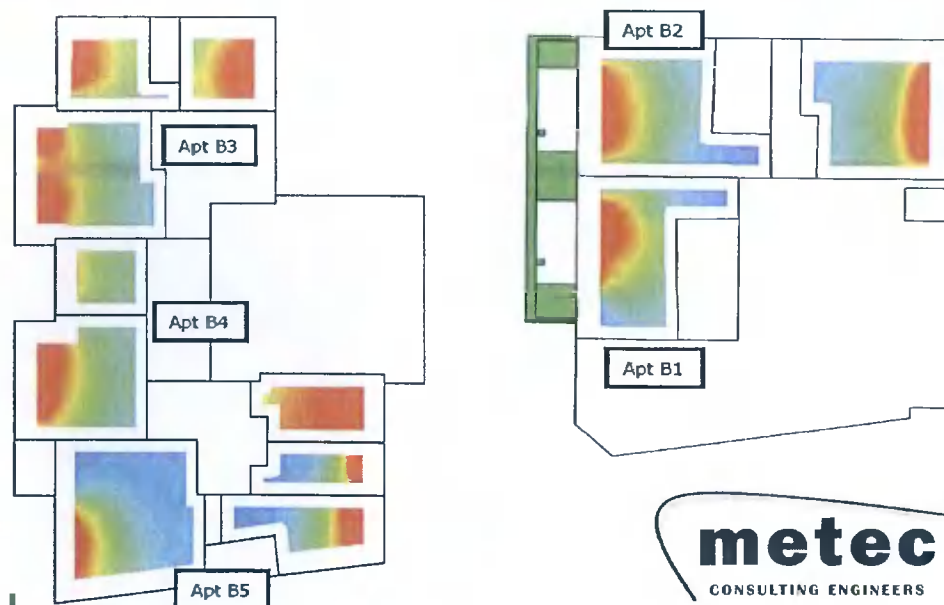 Apt B2
Apt B3
Apt B4
Apt B1
Apt B5
metec
CONSULTING ENGINEERS